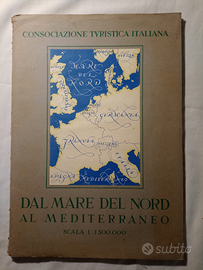 CONSOCIAZIONE TVRISTICA ITALIANA
MARE
DEL
NORD
GERMANIA
FRANCIA
DAL MARE DEL NORD
AL MEDITERRANEO
SCALA 1:1.500.000
subito